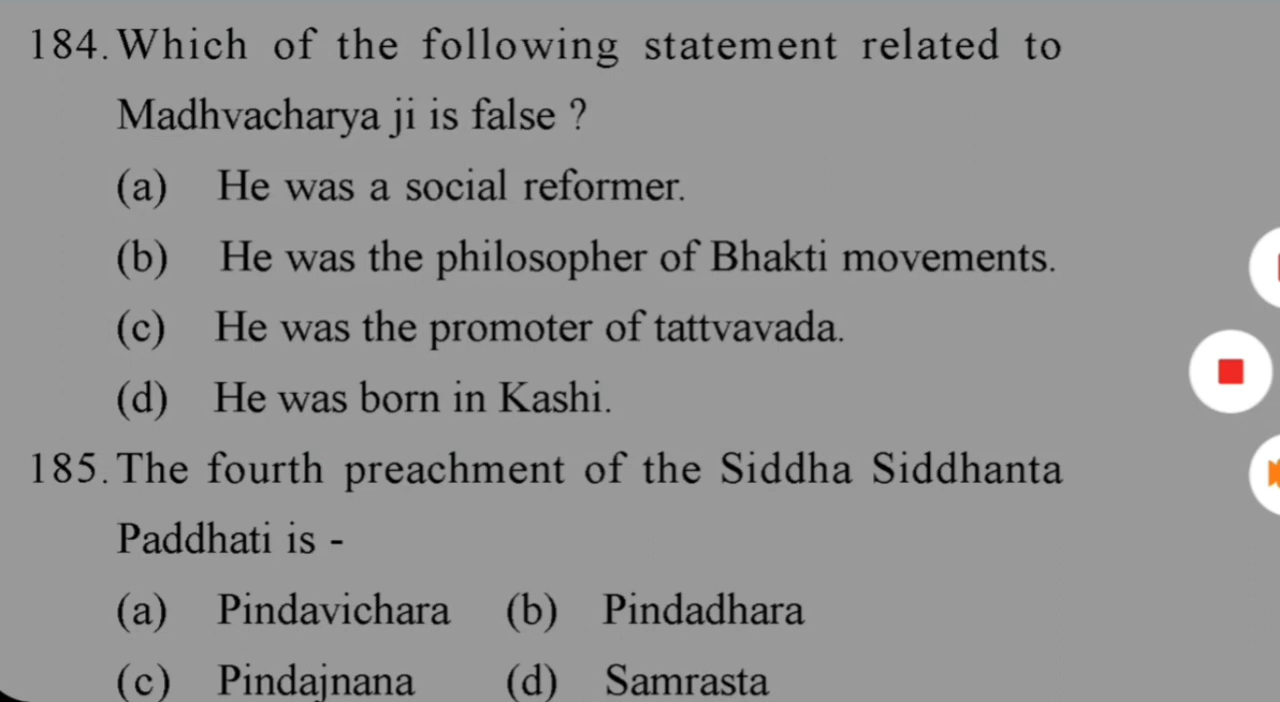 184. Which of the following statement related to
Madhvacharya ji is false ?
(a) He was a social reformer.
(b) He was the philosopher of Bhakti movements.
(c) He was the promoter of tattvavada.
(d) He was born in Kashi.
185. The fourth preachment of the Siddha Siddhanta
Paddhati is -
(a) Pindavichara (b) Pindadhara
(c) Pindajnana (d) Samrasta